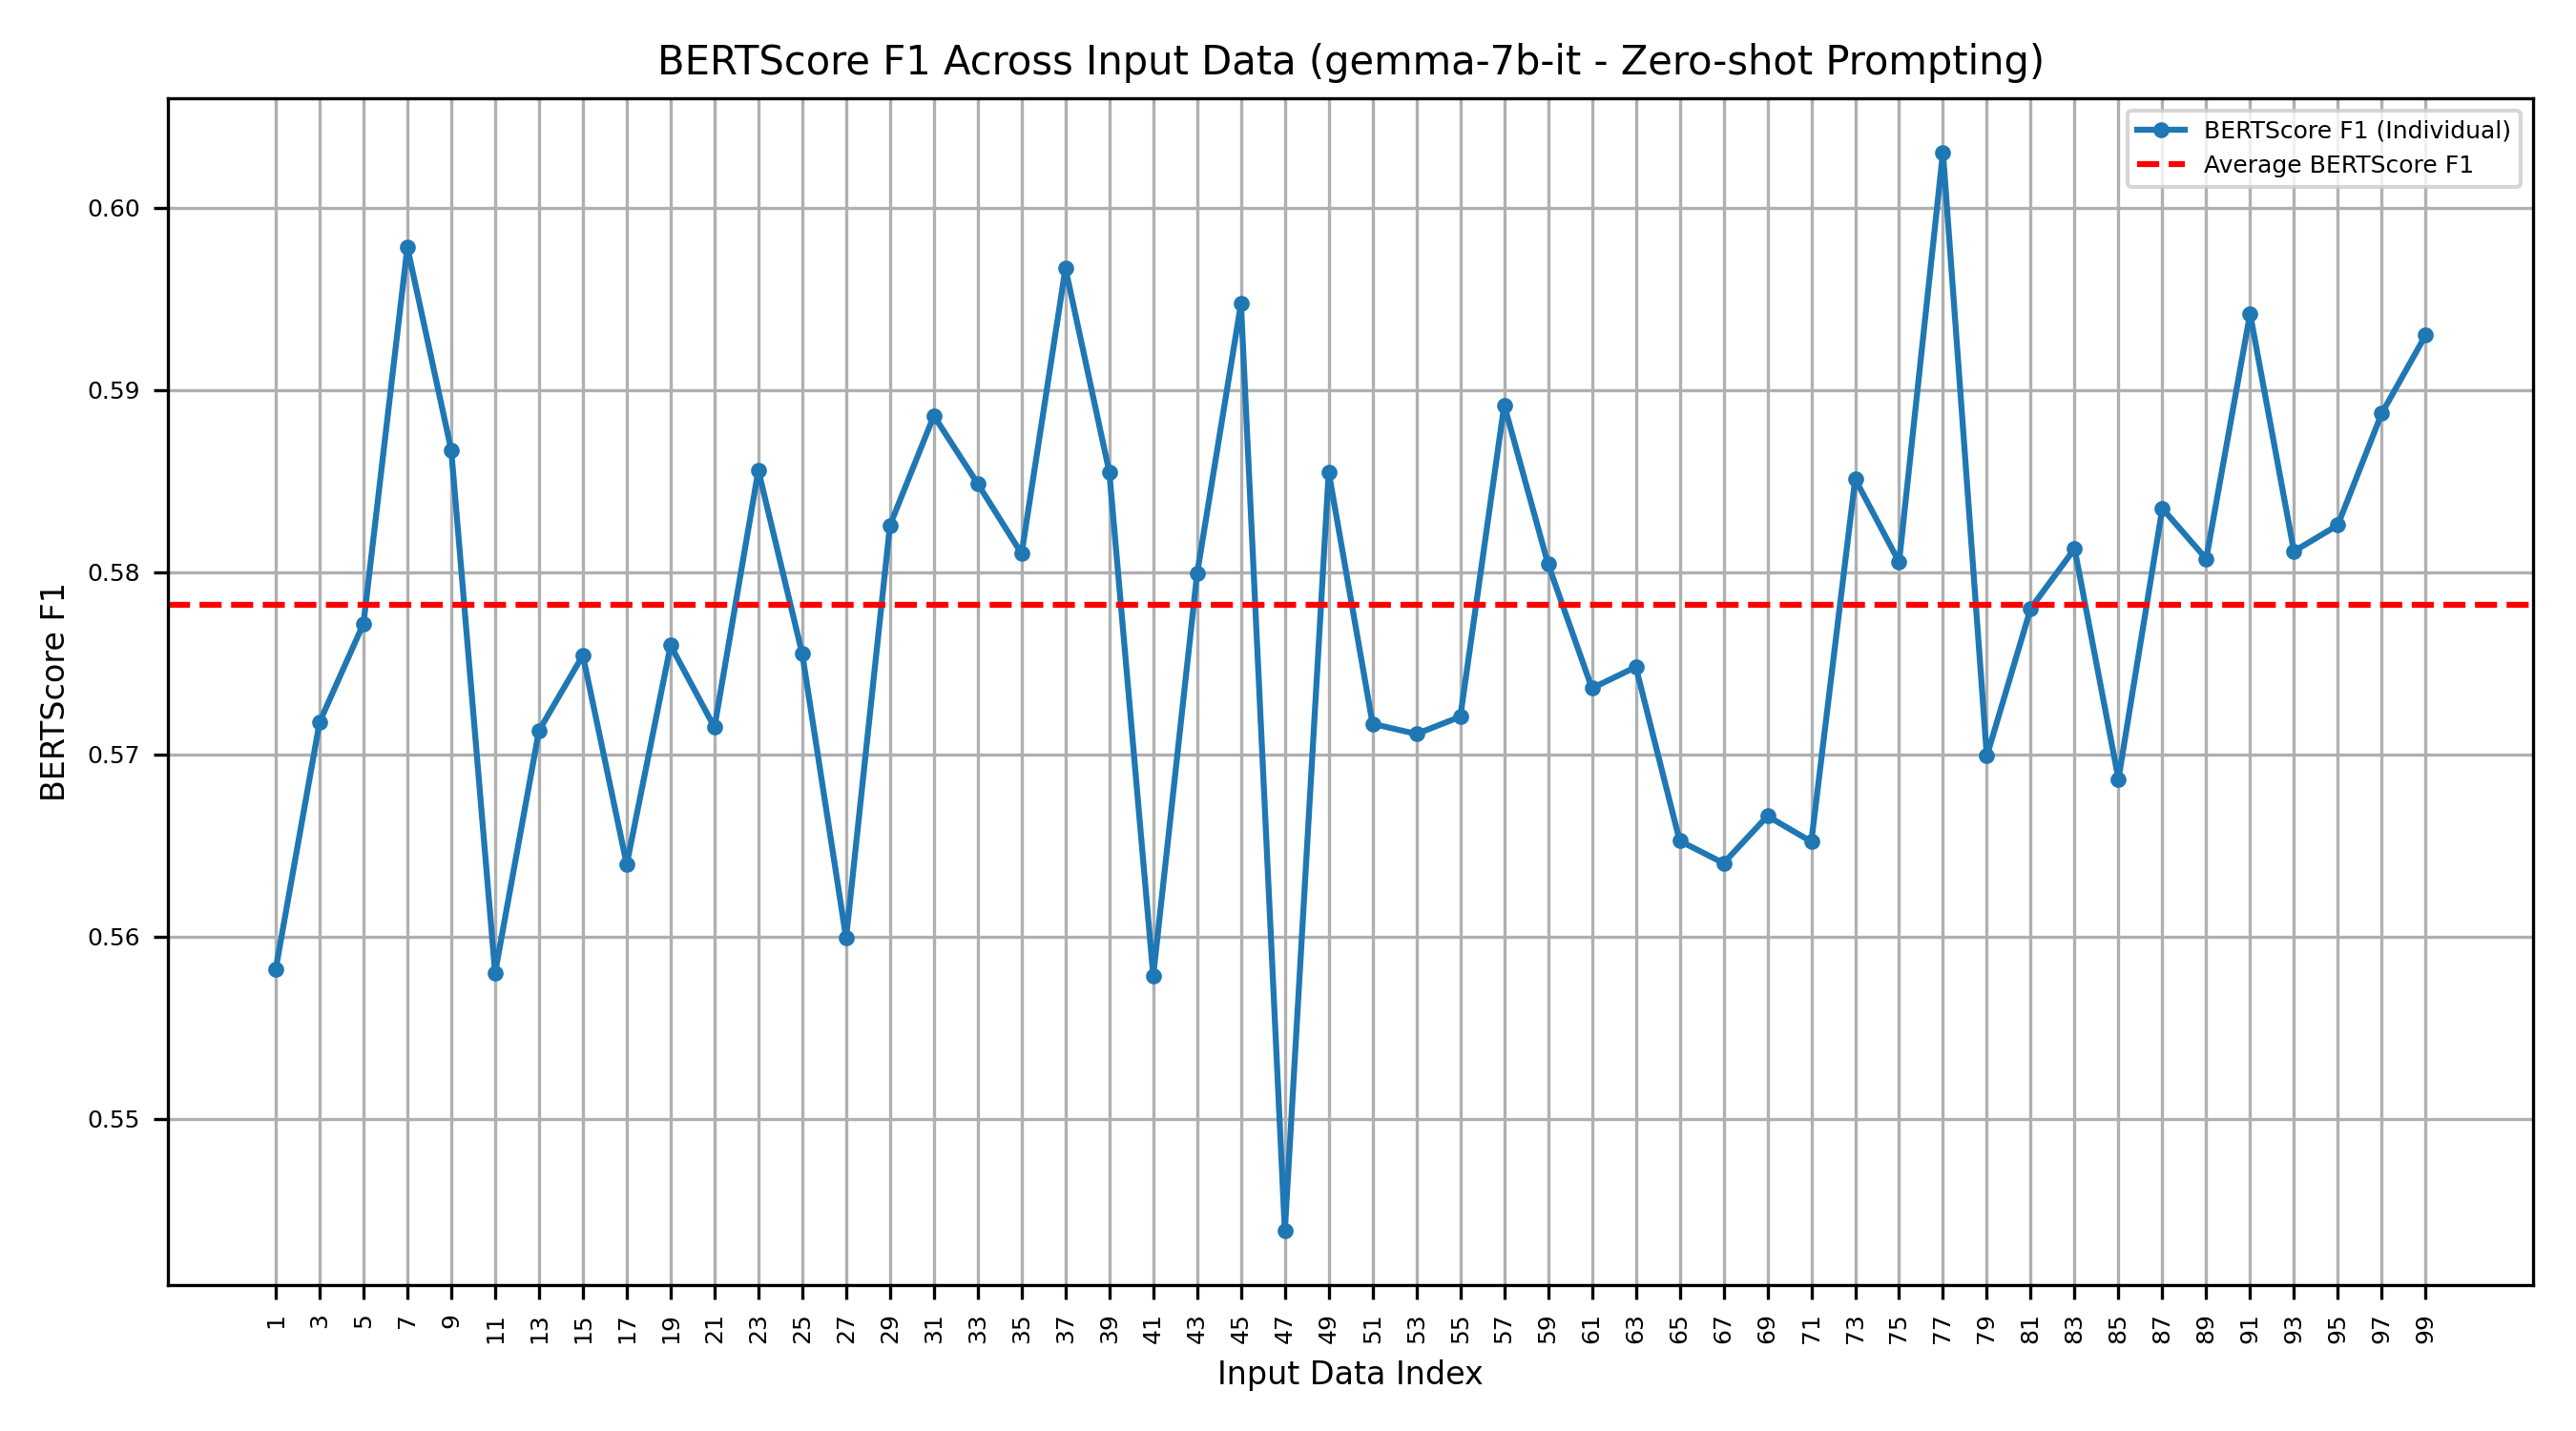 BERTScore F1 Across Input Data (gemma-7b-it - Zero-shot Prompting)
BERTScore F1 (Individual)
Average BERTScore F1
BERTScore F1
0.60
0.59
0.58
0.57
0.56
0.55
1 3 5 7 9 11 13 15 17 19 21 23 25 27 29 31 33 35 37 39 41 43 45 47 49 51 53 55 57 59 61 63 65 67 69 71 73 75 77 79 81 83 85 87 89 91 93 95 97 99
Input Data Index